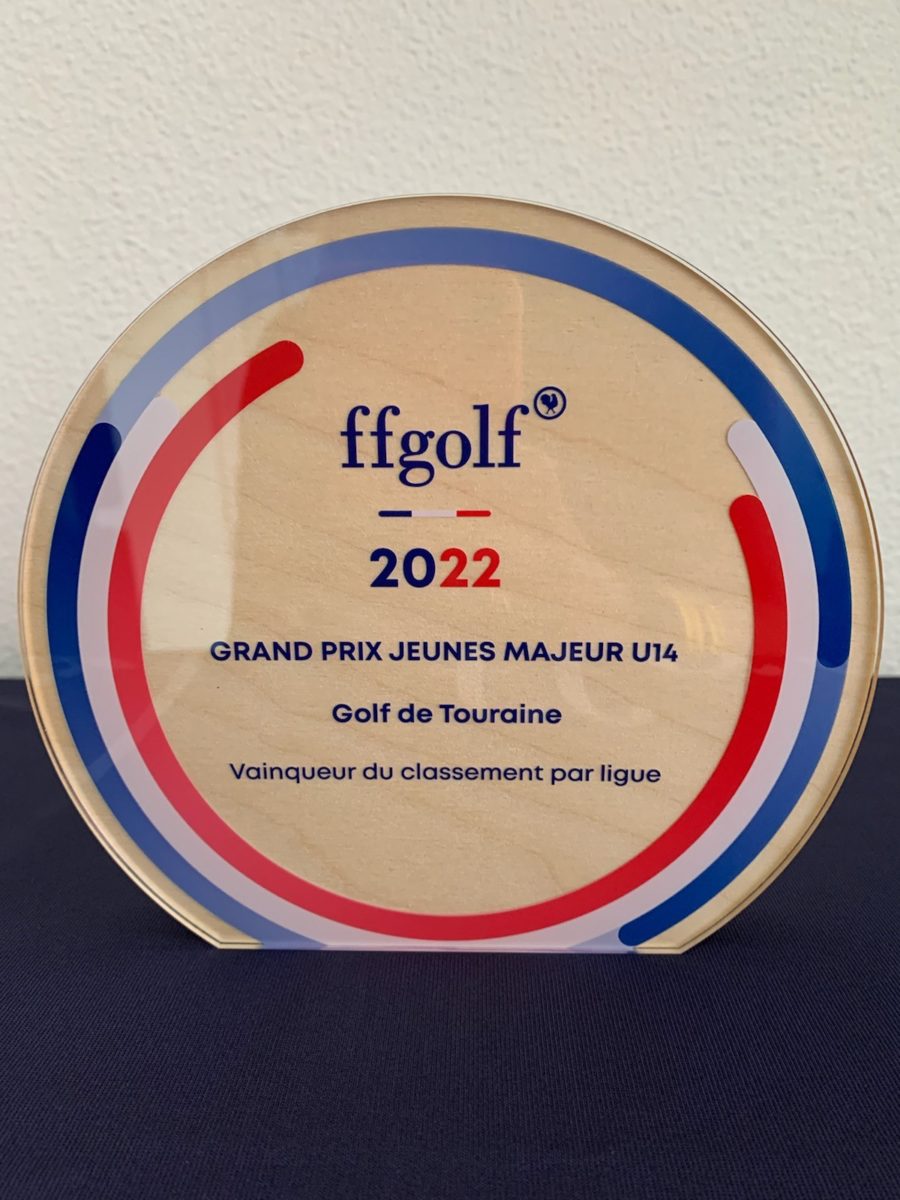 ffgolf
2022
GRAND PRIX JEUNES MAJEUR U14
Golf de Touraine
Vainqueur du classement par ligue